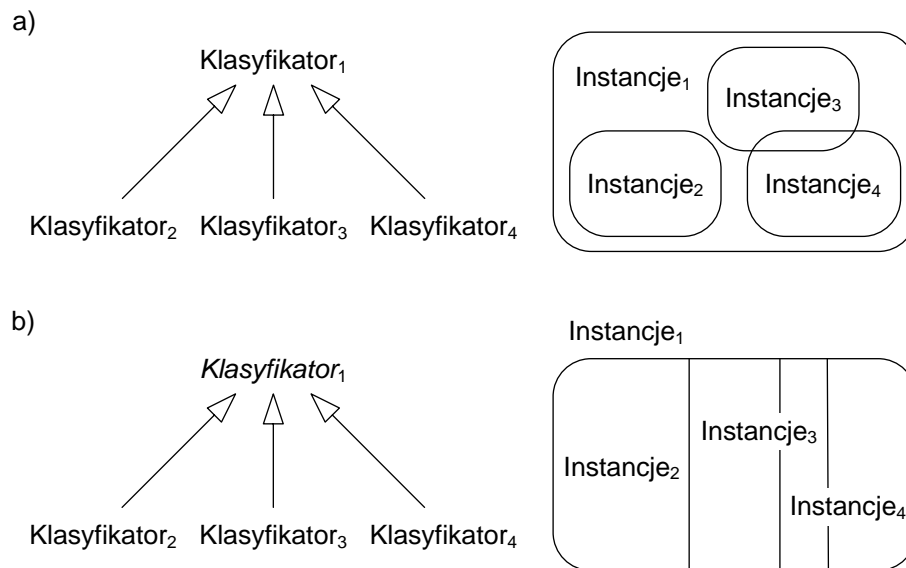 a)
Klasyfikator₁
Klasyfikator₂ Klasyfikator₃ Klasyfikator₄
Instancje₁
Instancje₃
Instancje₂
Instancje₄
b)
Klasyfikator₁
Klasyfikator₂ Klasyfikator₃ Klasyfikator₄
Instancje₁
Instancje₃
Instancje₂
Instancje₄